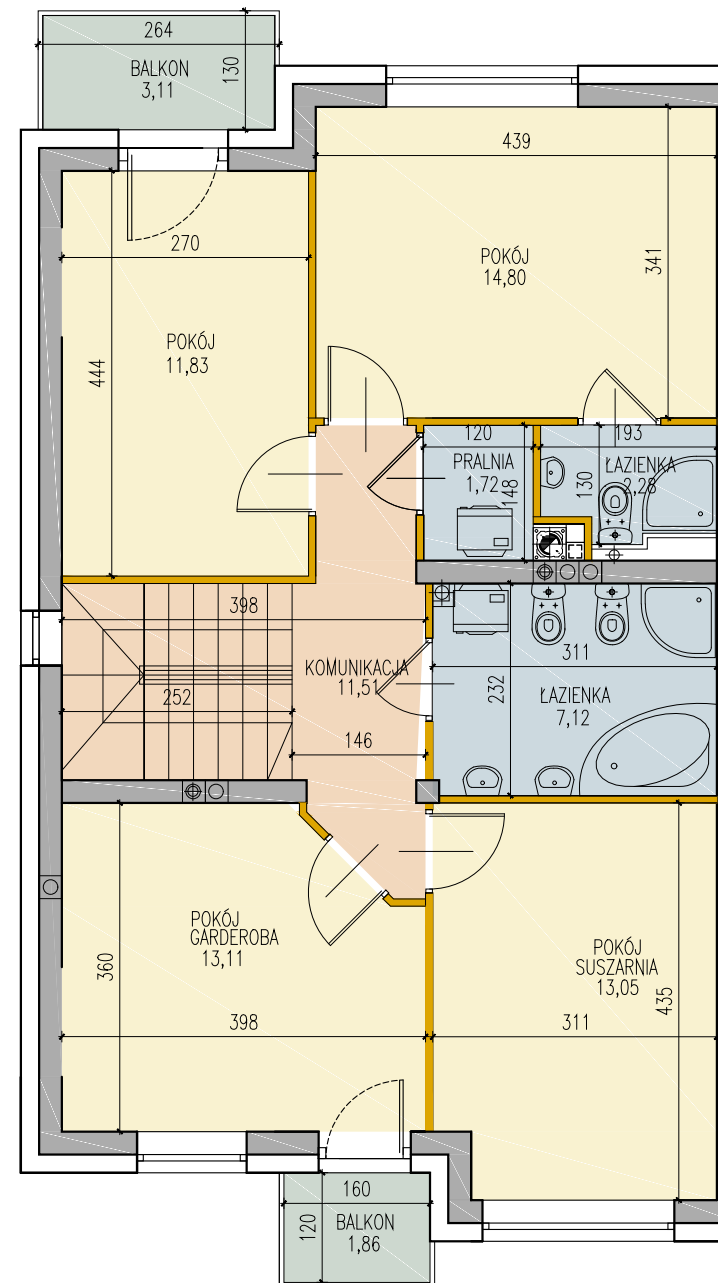 264
BALKON
3,11
130
439
270
POKÓJ
14,80
341
POKÓJ
11,83
444
120
193
PRALNIA
1,72
148
ŁAZIENKA
2,28
130
398
KOMUNIKACJA
11,51
252
146
311
232
ŁAZIENKA
7,12
POKÓJ
GARDEROBA
13,11
360
398
POKÓJ
SUSZARNIA
13,05
435
311
160
BALKON
1,86
120